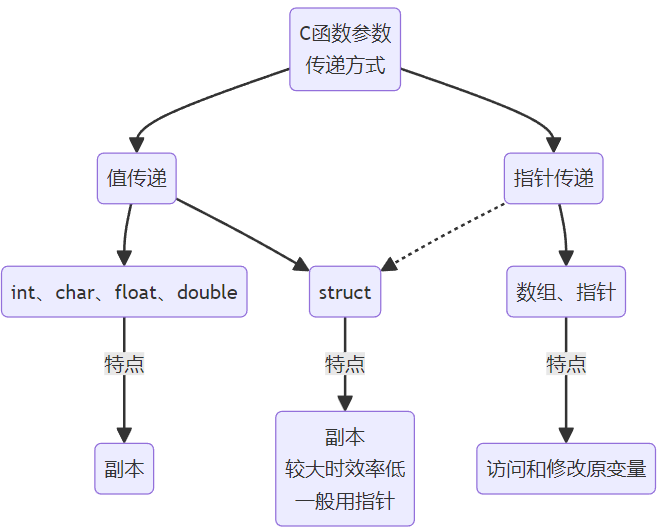 C函数参数
传递方式
值传递
指针传递
int、char、float、double
struct
数组、指针
特点
特点
特点
副本
副本
较大时效率低
一般用指针
访问和修改原变量